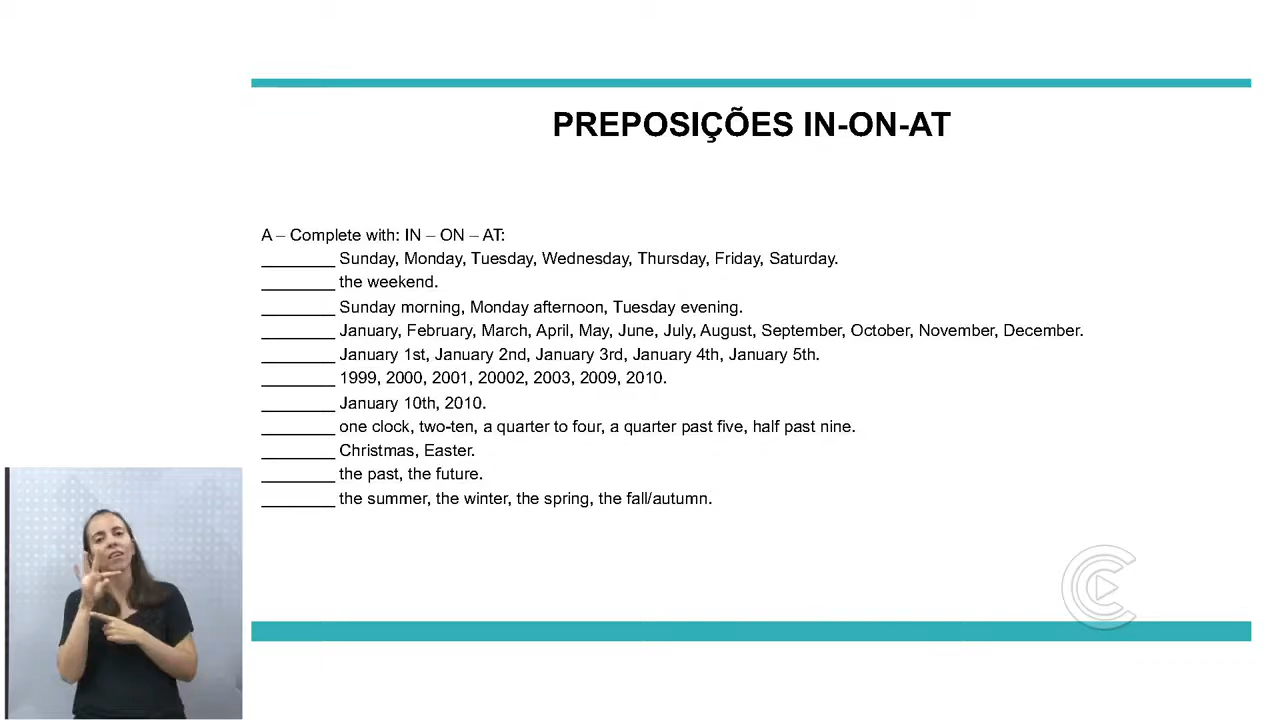 PREPOSIÇÕES IN-ON-AT
A – Complete with: IN – ON – AT:
________ Sunday, Monday, Tuesday, Wednesday, Thursday, Friday, Saturday.
________ the weekend.
________ Sunday morning, Monday afternoon, Tuesday evening.
________ January, February, March, April, May, June, July, August, September, October, November, December.
________ January 1st, January 2nd, January 3rd, January 4th, January 5th.
________ 1999, 2000, 2001, 20002, 2003, 2009, 2010.
________ January 10th, 2010.
________ one clock, two-ten, a quarter to four, a quarter past five, half past nine.
________ Christmas, Easter.
________ the past, the future.
________ the summer, the winter, the spring, the fall/autumn.